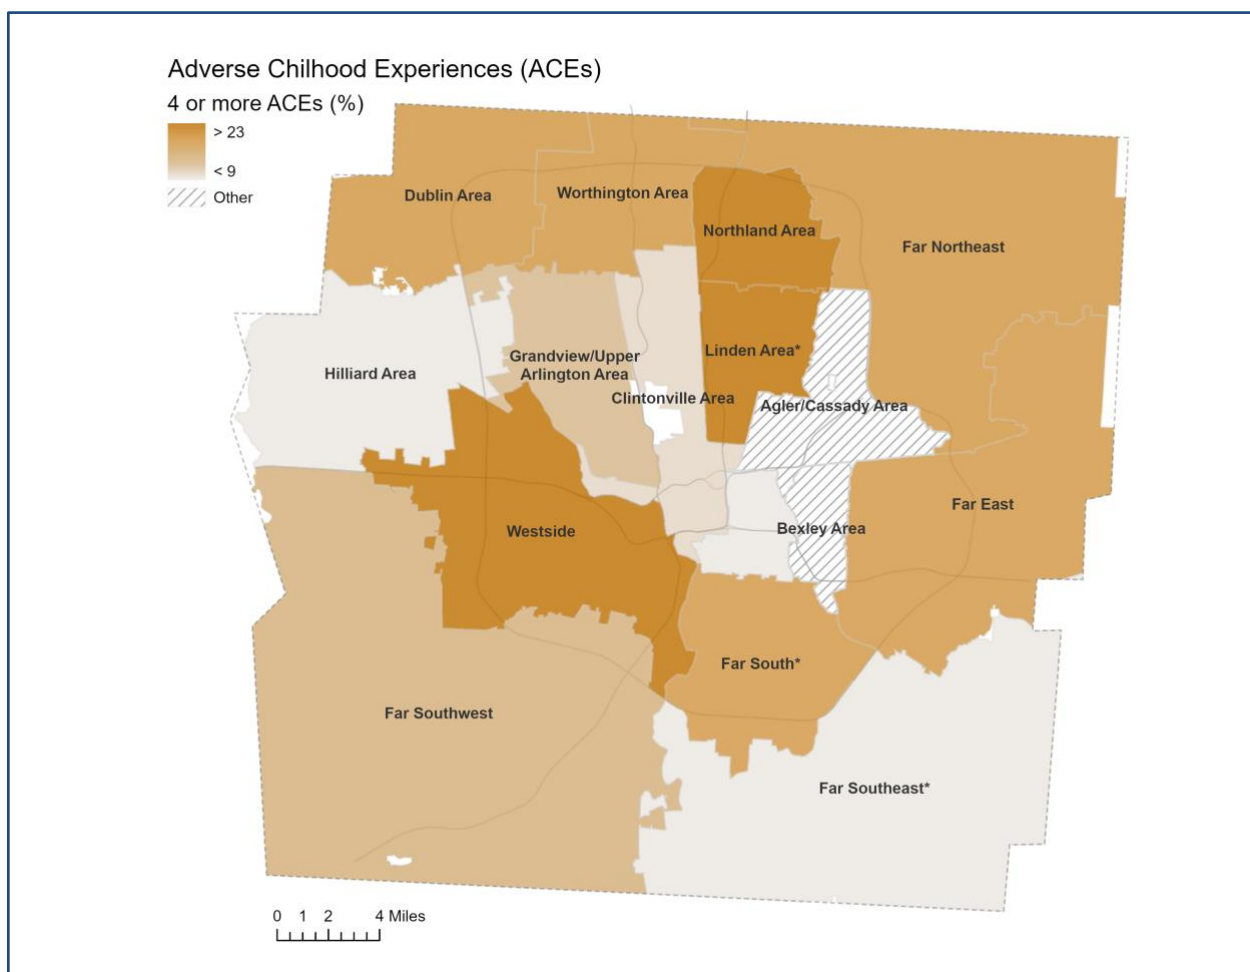 Adverse Chilhood Experiences (ACEs)
4 or more ACEs (%)
> 23
< 9
Other
Dublin Area
Worthington Area
Northland Area
Far Northeast
Hilliard Area
Grandview/Upper
Arlington Area
Linden Area*
Clintonville Area
Agler/Cassady Area
Westside
Bexley Area
Far East
Far Southwest
Far South*
Far Southeast*
0 1 2 4 Miles